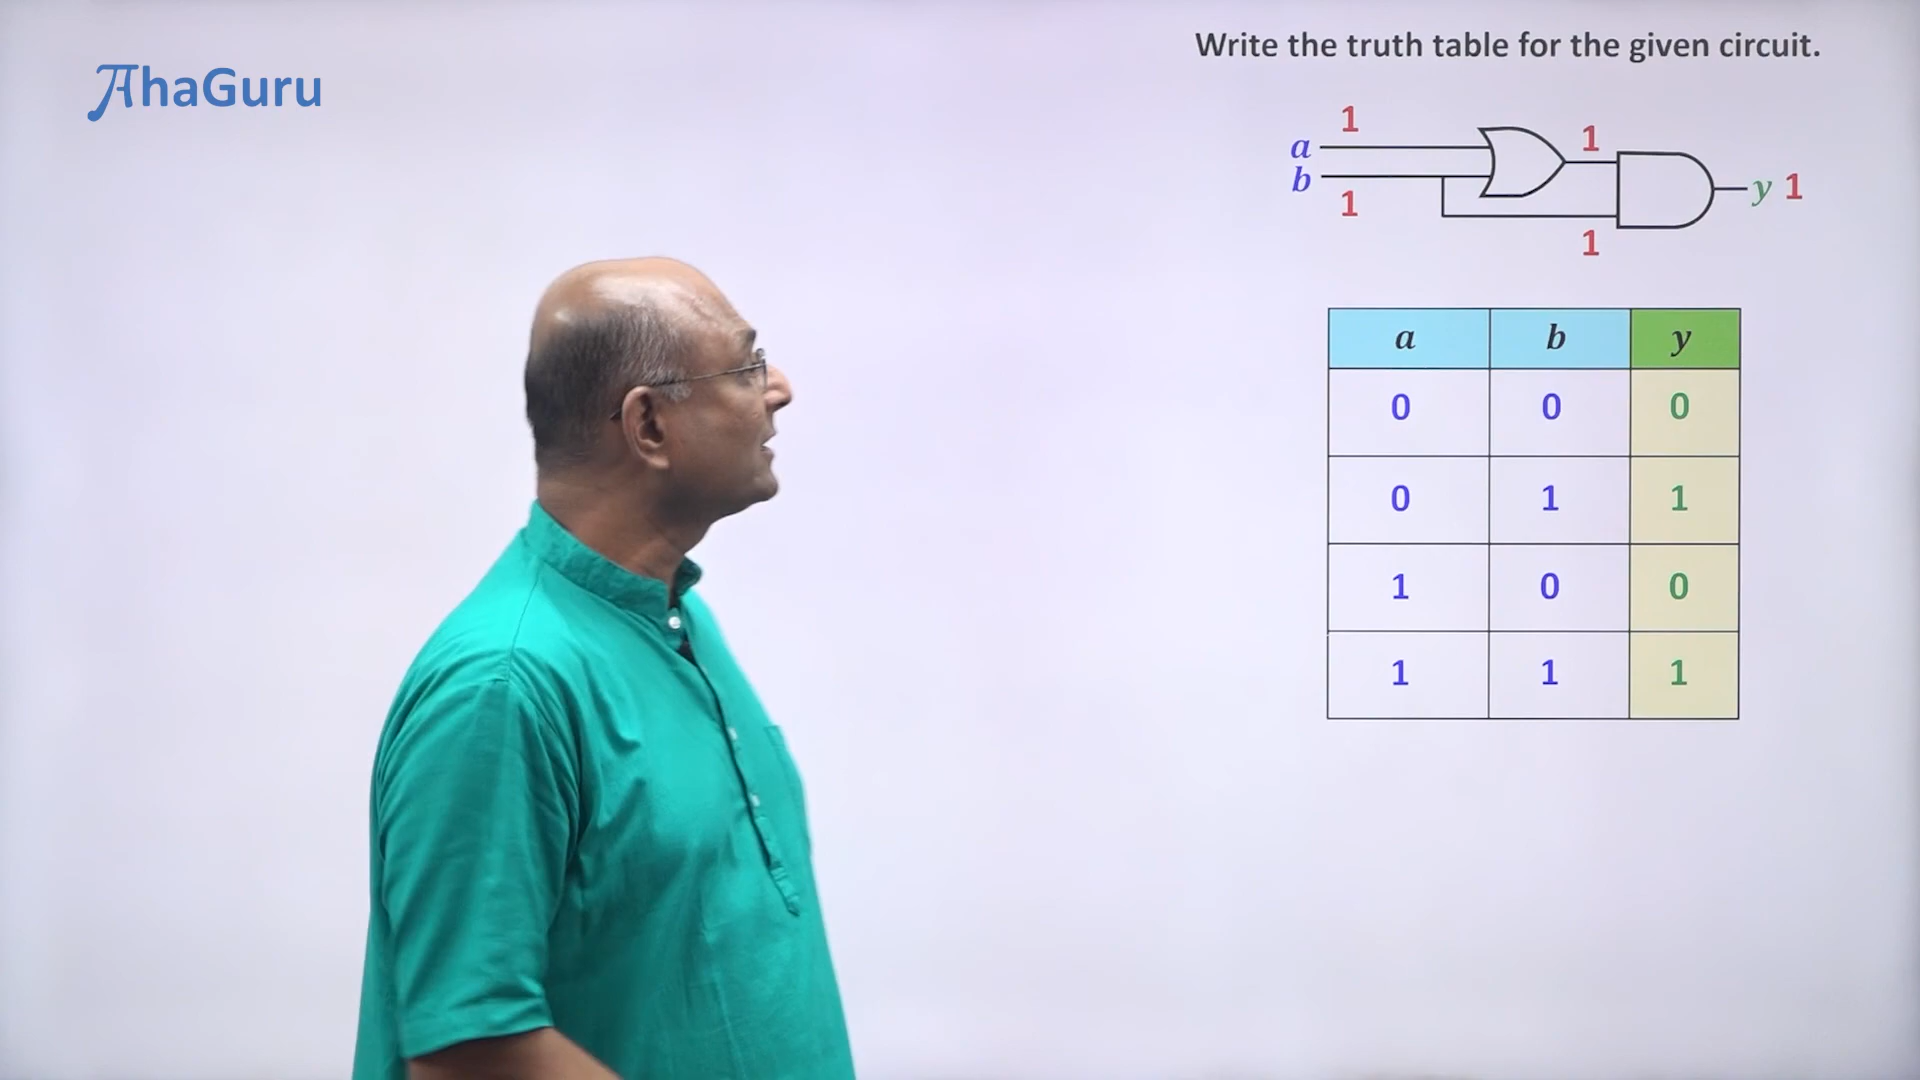 AhaGuru
Write the truth table for the given circuit.
1
1
a
b
y 1
1
1
a b y
0 0 0
0 1 1
1 0 0
1 1 1